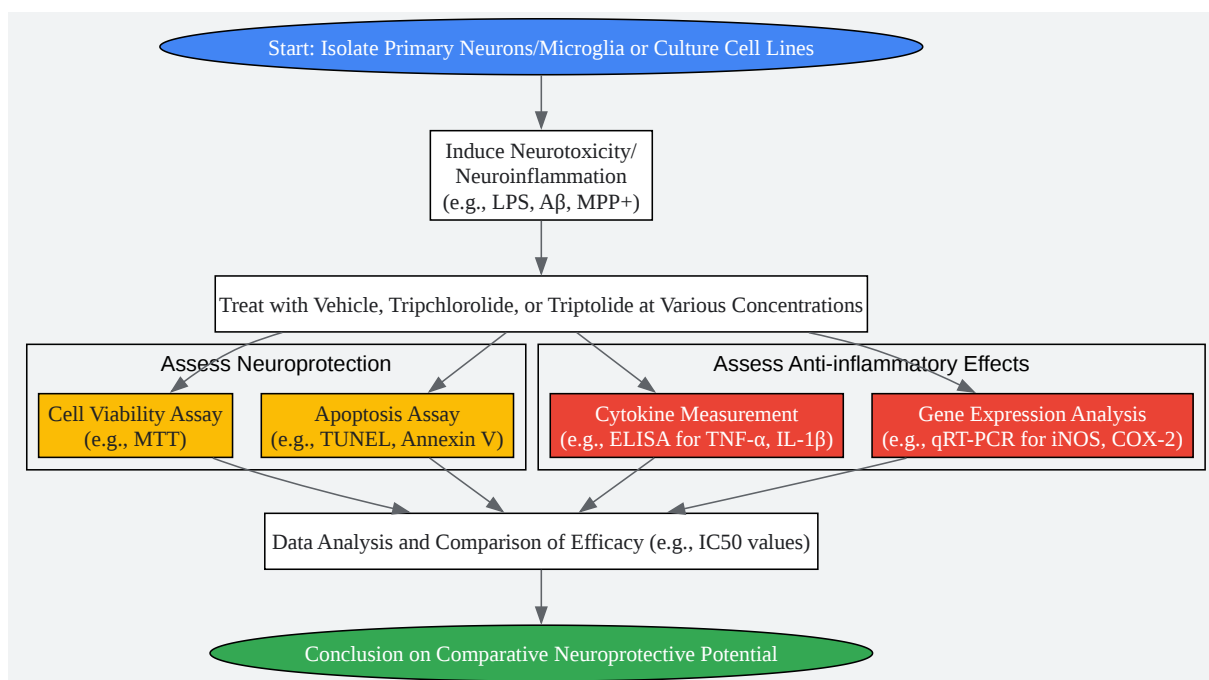 Start: Isolate Primary Neurons/Microglia or Culture Cell Lines
Induce Neurotoxicity/
Neuroinflammation
(e.g., LPS, Aβ, MPP+)
Treat with Vehicle, Tripchlorolide, or Triptolide at Various Concentrations
Assess Neuroprotection
Cell Viability Assay
(e.g., MTT)
Apoptosis Assay
(e.g., TUNEL, Annexin V)
Assess Anti-inflammatory Effects
Cytokine Measurement
(e.g., ELISA for TNF-α, IL-1β)
Gene Expression Analysis
(e.g., qRT-PCR for iNOS, COX-2)
Data Analysis and Comparison of Efficacy (e.g., IC50 values)
Conclusion on Comparative Neuroprotective Potential